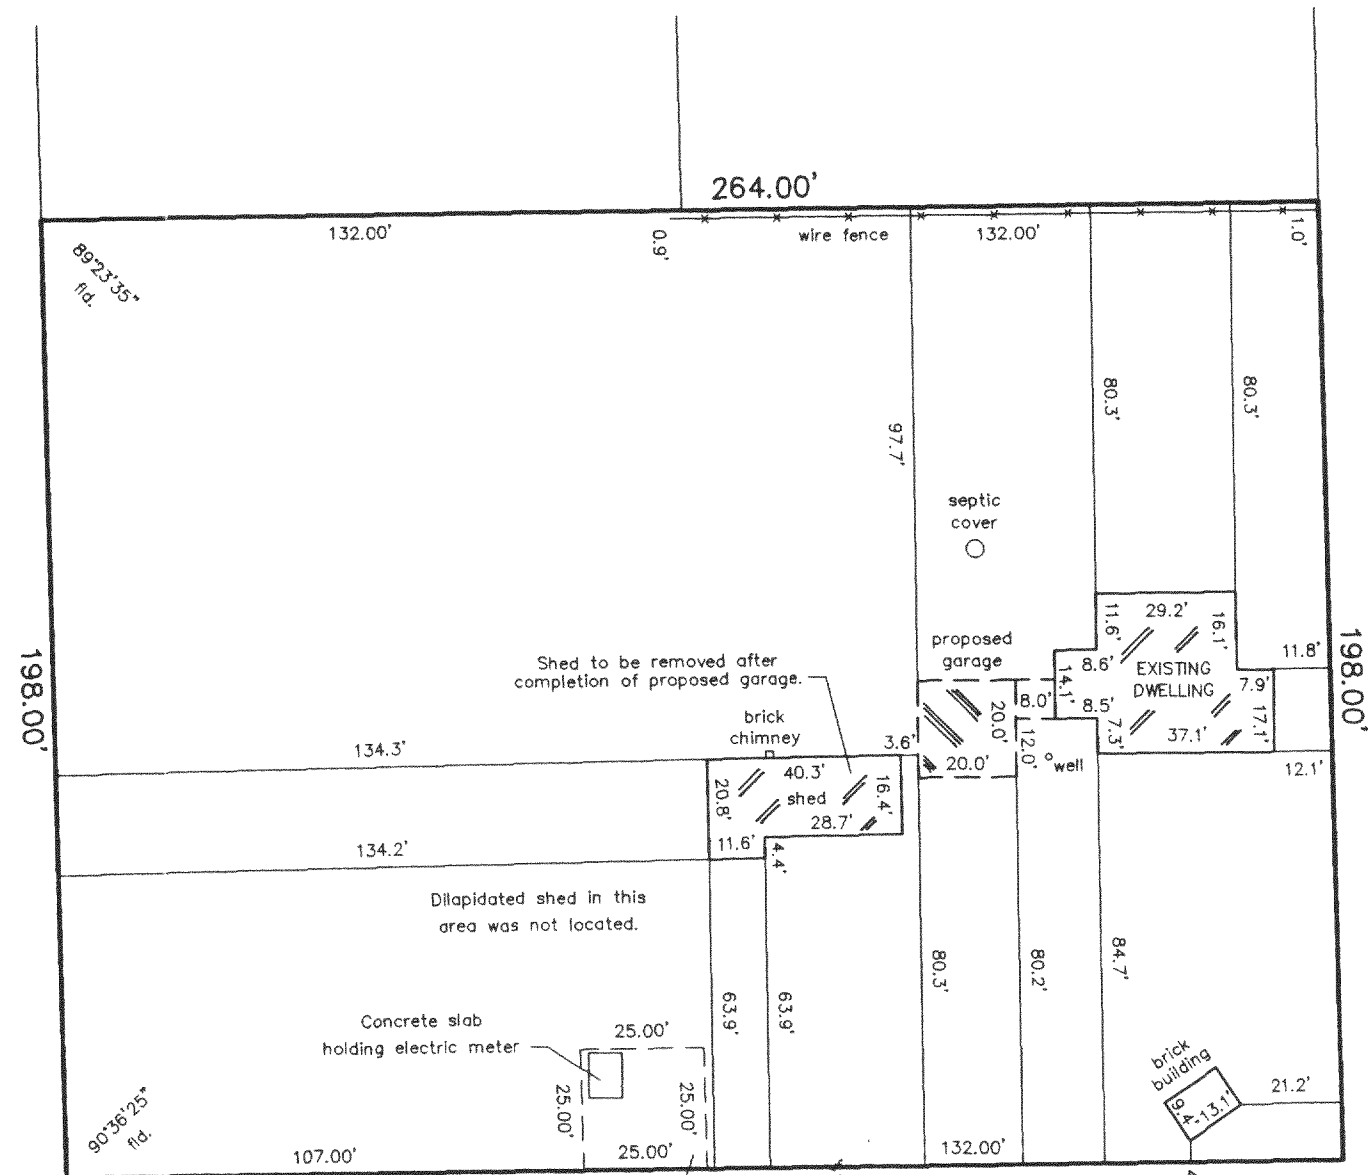 264.00'
132.00'
0.9'
wire fence
132.00'
1.0'
89°23'35"
fld.
80.3'
80.3'
97.7'
septic
cover
11.6'
29.2'
16.1'
198.00'
198.00'
proposed
garage
Shed to be removed after
completion of proposed garage.
8.6'
EXISTING
DWELLING
11.8'
7.9'
14.1'
8.0'
8.5'
20.0'
7.3'
37.1'
17.1'
brick
chimney
3.6'
134.3'
12.0'
20.0'
well
12.1'
40.3'
20.8'
shed
16.4'
28.7'
11.6'
4.4'
134.2'
Dilapidated shed in this
area was not located.
80.3'
80.2'
84.7'
63.9'
63.9'
Concrete slab
holding electric meter
25.00'
25.00'
25.00'
brick
building
9.4'
13.1'
21.2'
90°36'25"
fld.
107.00'
25.00'
132.00'